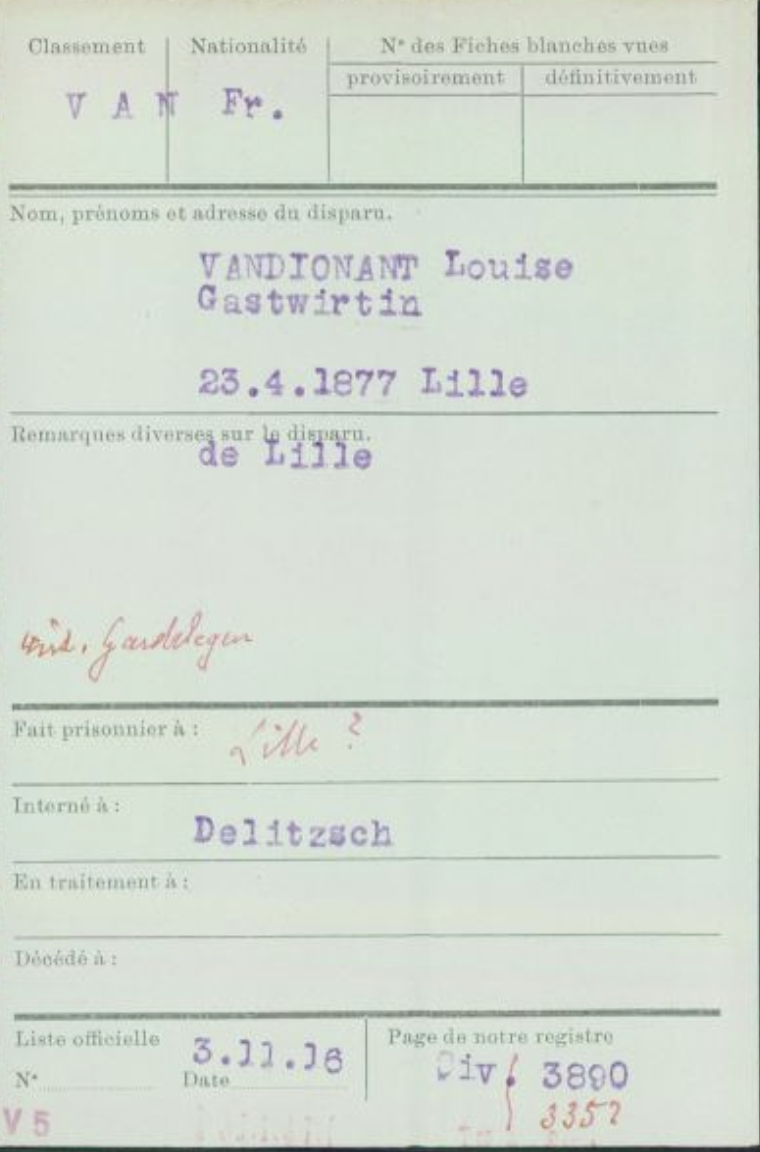 Classement Nationalité N° des Fiches blanches vues
provisoirement définitivement
VAN Fr.
Nom, prénoms et adresse du disparu.
VANDIONANT Louise
Gastwirtin
23.4.1877 Lille
Remarques diverses sur le disparu.
de Lille
Gardelegen
Fait prisonnier à : Lille ?
Interné à :
Delitzsch
En traitement à :
Décédé à :
Liste officielle Page de notre registre
3.11.16 Civ. 3890
N° Date
3352
V 5